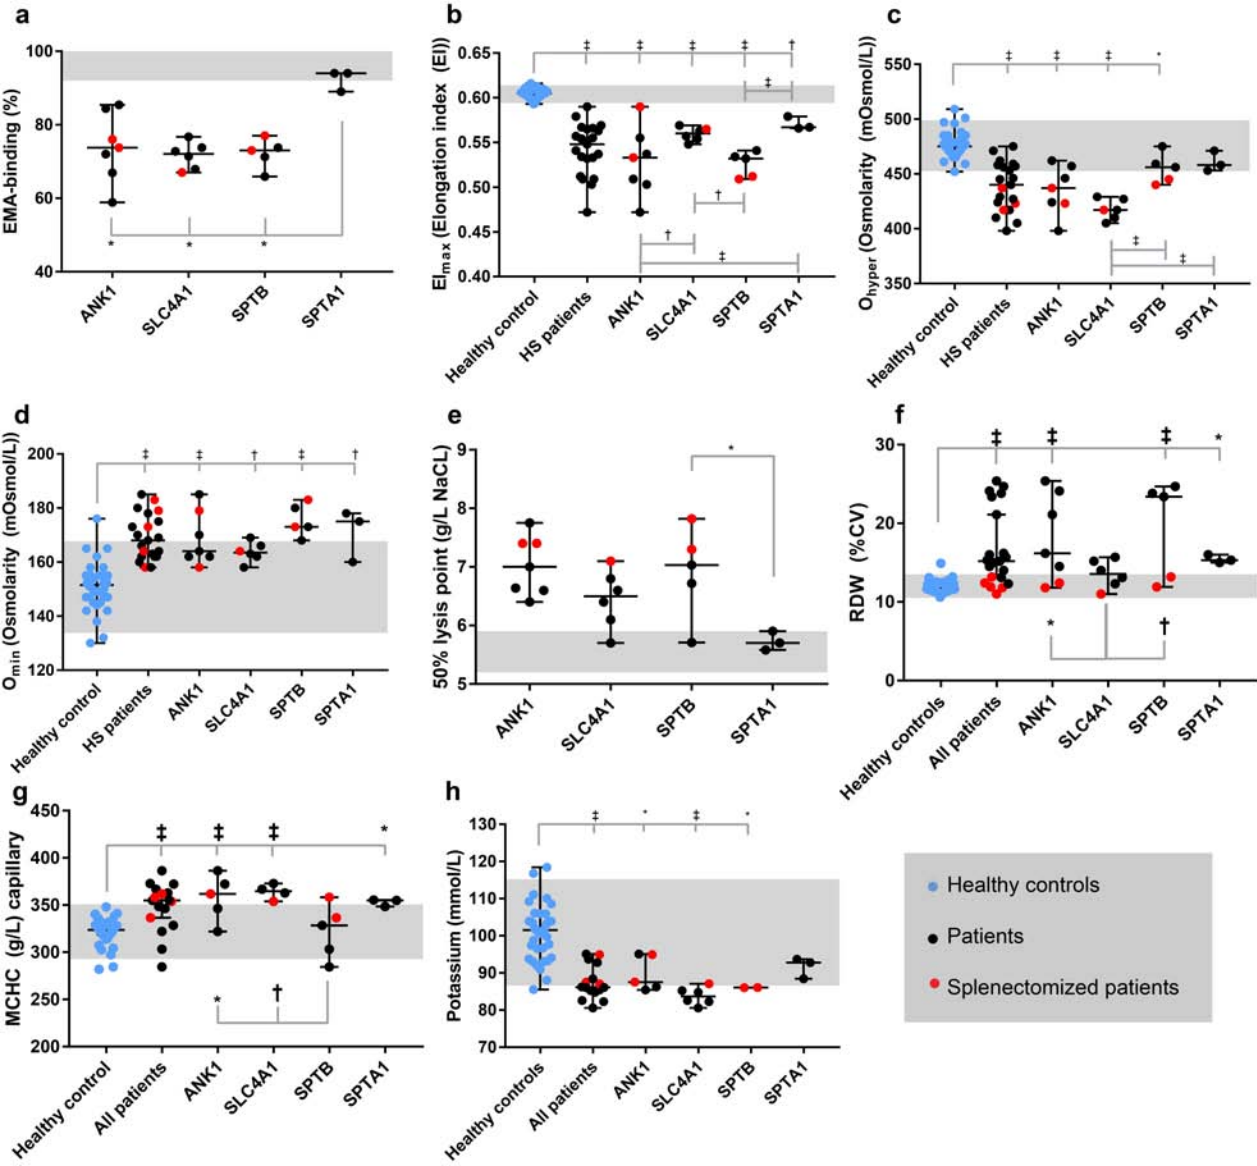 a
EMA-binding (%)
100
80
60
40
*
*
*
ANK1
SLC4A1
SPTB
SPTA1
b
EImax (Elongation index (EI))
0.65
0.60
0.55
0.50
0.45
0.40
‡
‡
‡
‡
†
‡
†
†
‡
Healthy control
HS patients
ANK1
SLC4A1
SPTB
SPTA1
c
Ohyper (Osmolarity (mOsmol/L))
550
500
450
400
350
‡
‡
‡
*
‡
‡
Healthy control
HS patients
ANK1
SLC4A1
SPTB
SPTA1
d
Omin (Osmolarity (mOsmol/L))
200
180
160
140
120
‡
‡
†
‡
†
Healthy control
HS patients
ANK1
SLC4A1
SPTB
SPTA1
e
50% lysis point (g/L NaCL)
9
8
7
6
5
*
ANK1
SLC4A1
SPTB
SPTA1
f
RDW (%CV)
30
20
10
0
‡
‡
‡
*
*
†
Healthy controls
All patients
ANK1
SLC4A1
SPTB
SPTA1
g
MCHC (g/L) capillary
450
400
350
300
250
200
‡
‡
‡
*
*
†
Healthy control
All patients
ANK1
SLC4A1
SPTB
SPTA1
h
Potassium (mmol/L)
130
120
110
100
90
80
70
‡
*
‡
*
Healthy controls
All patients
ANK1
SLC4A1
SPTB
SPTA1
Healthy controls
Patients
Splenectomized patients